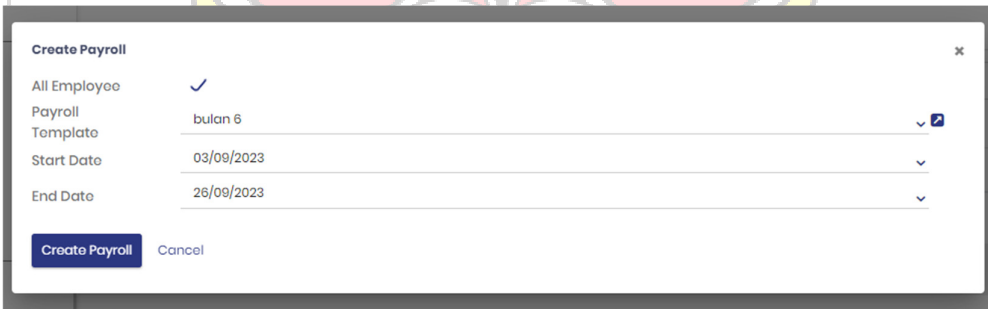 Create Payroll ×
All Employee
Payroll Template bulan 6
Start Date 03/09/2023
End Date 26/09/2023
Create Payroll Cancel